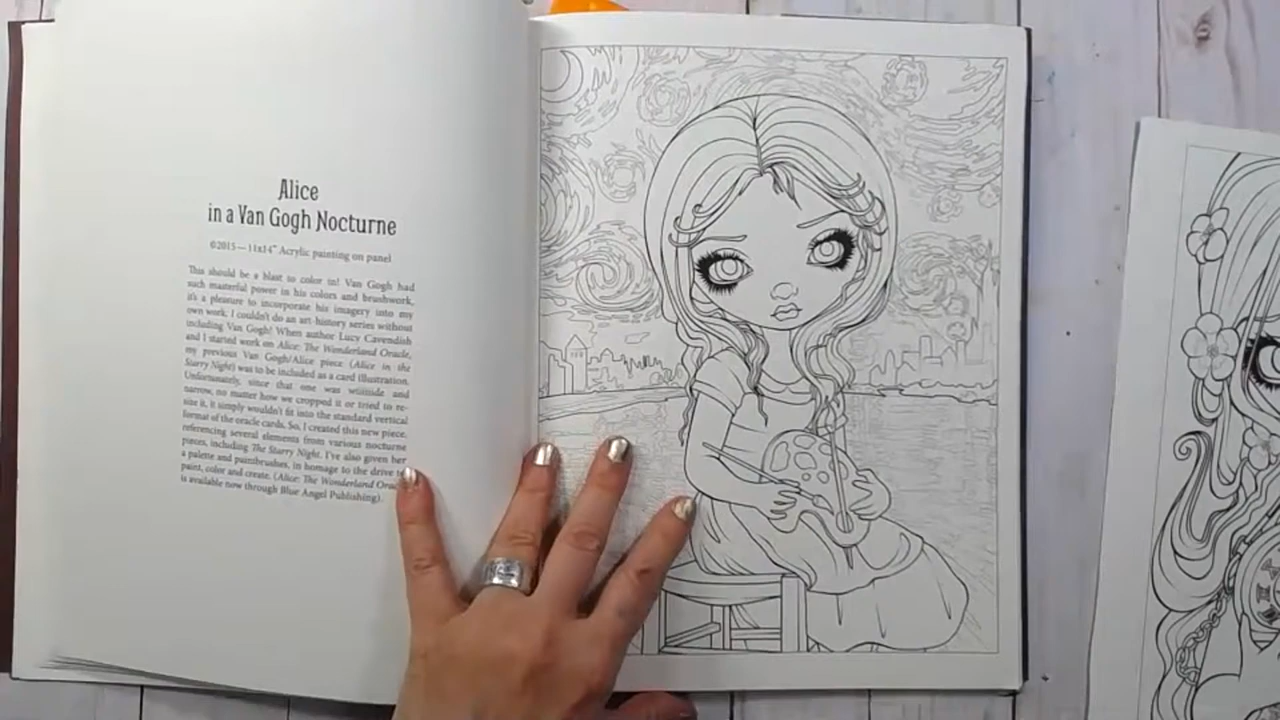 Alice
in a Van Gogh Nocturne
©2015 — 11x14" Acrylic painting on panel
This should be a blast to color in! Van Gogh had
such masterful power in his colors and brushwork,
it's a pleasure to incorporate his imagery into my
own work. I couldn't do an art-history series without
including Van Gogh! When author Lucy Cavendish
and I started work on Alice: The Wonderland Oracle,
my previous Van Gogh/Alice piece (Alice in the
Starry Night) was to be included as a card illustration.
Unfortunately, since that one was wide and
narrow, no matter how we cropped it or tried to re-
size it, it simply wouldn't fit into the standard vertical
format of the oracle cards. So, I created this new piece,
referencing several elements from various nocturne
pieces, including The Starry Night. I've also given her
a palette and paintbrushes, in homage to the drive to
paint, color and create. (Alice: The Wonderland Orac
is available now through Blue Angel Publishing).